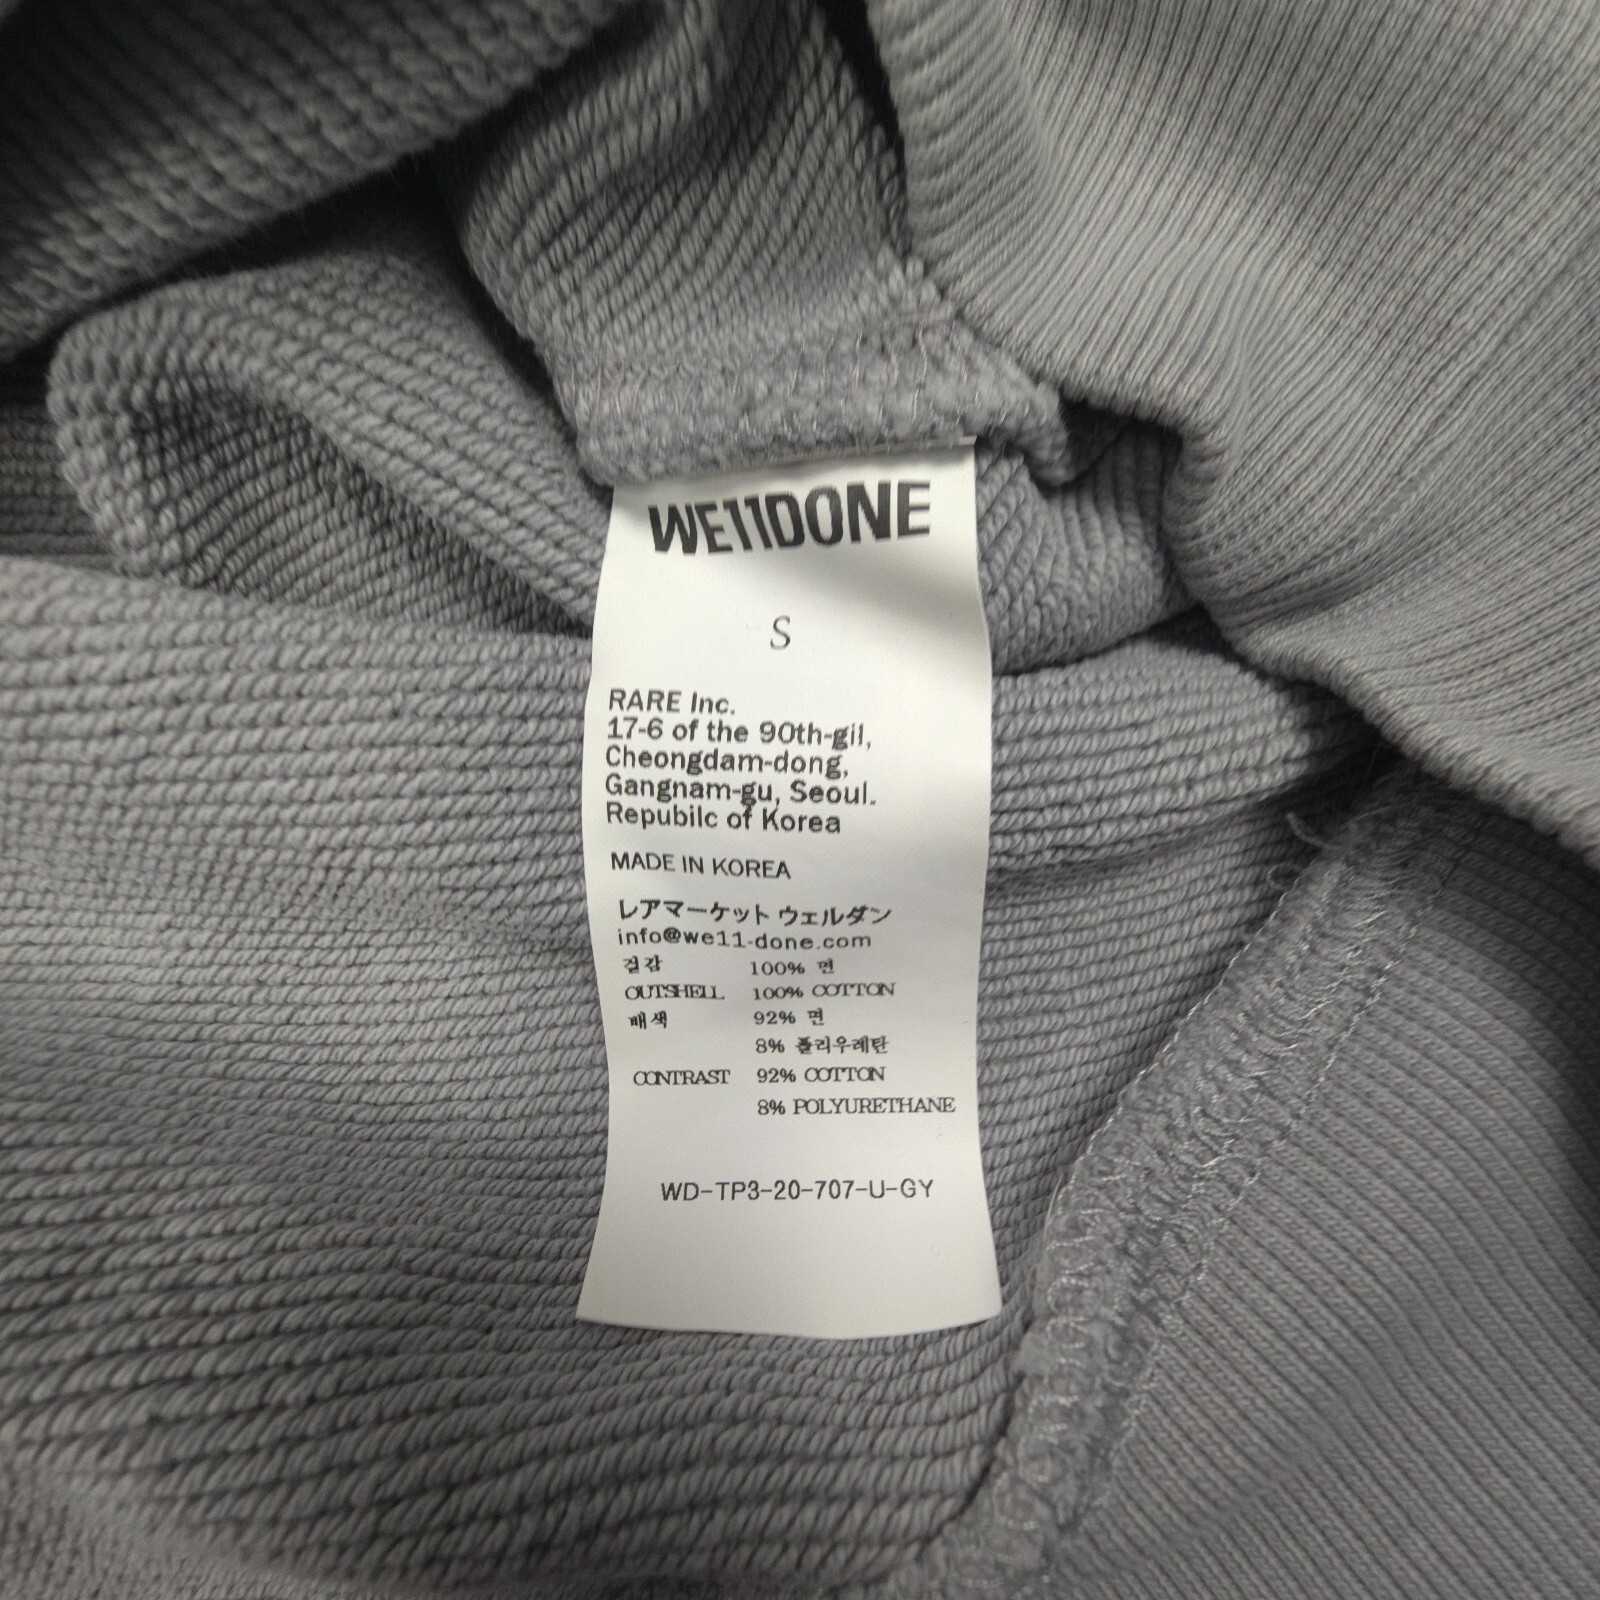 WE11DONE
S
RARE Inc.
17-6 of the 90th-gil,
Cheongdam-dong,
Gangnam-gu, Seoul.
Repubilc of Korea
MADE IN KOREA
レアマーケット ウェルダン
info@we11-done.com
겉감 100% 면
OUTSHELL 100% COTTON
배색 92% 면
8% 폴리우레탄
CONTRAST 92% COTTON
8% POLYURETHANE
WD-TP3-20-707-U-GY